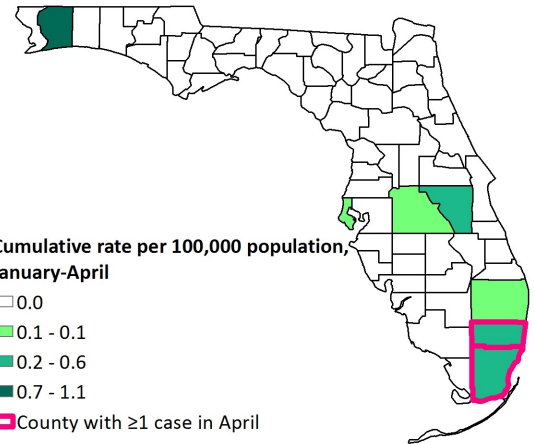 Cumulative rate per 100,000 population,
January-April
0.0
0.1 - 0.1
0.2 - 0.6
0.7 - 1.1
County with ≥1 case in April